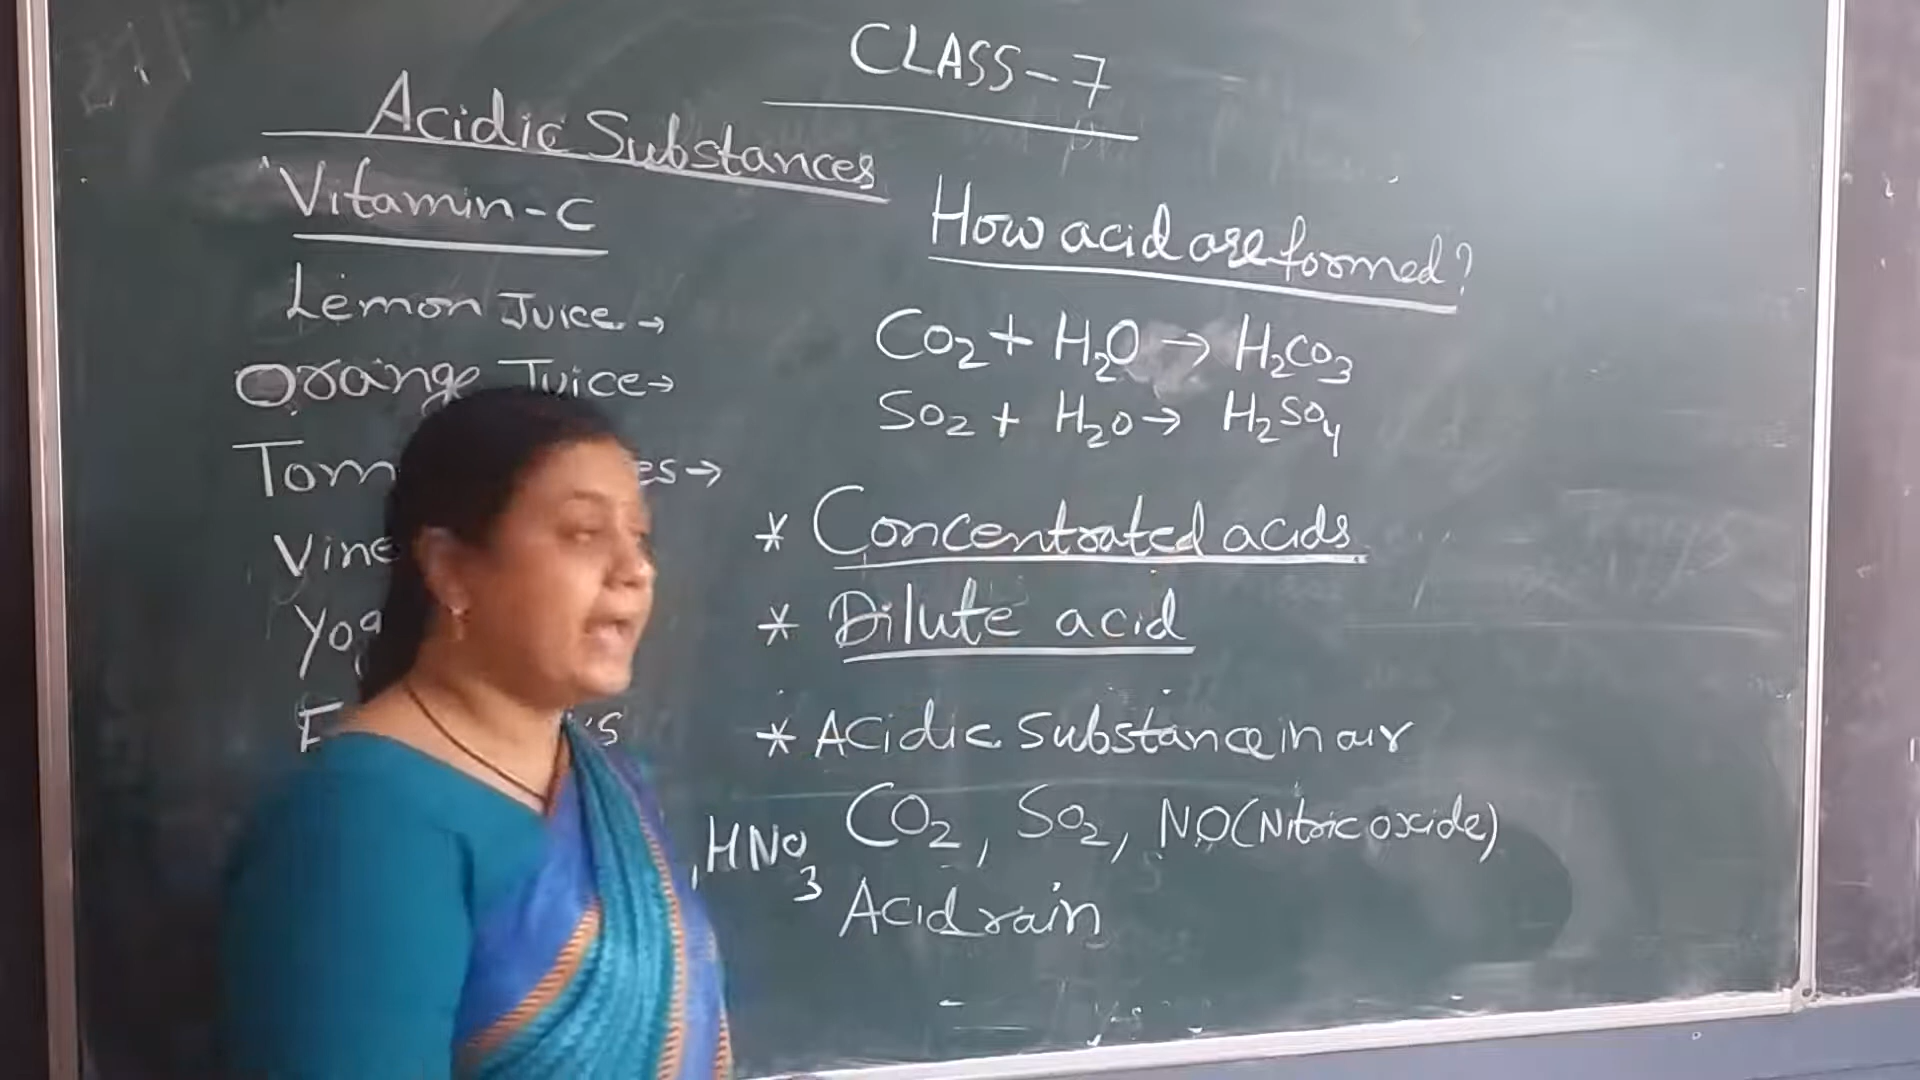 CLASS-7
Acidic Substances
Vitamin-C
Lemon Juice →
Orange Juice →
Tom es →
Vine
Yog
How acid are formed?
CO2 + H2O → H2CO3
SO2 + H2O → H2SO4
* Concentrated acids
* Dilute acid
* Acidic Substance in air
CO2, SO2, NO(Nitric oxide)
, HNO3
Acid rain